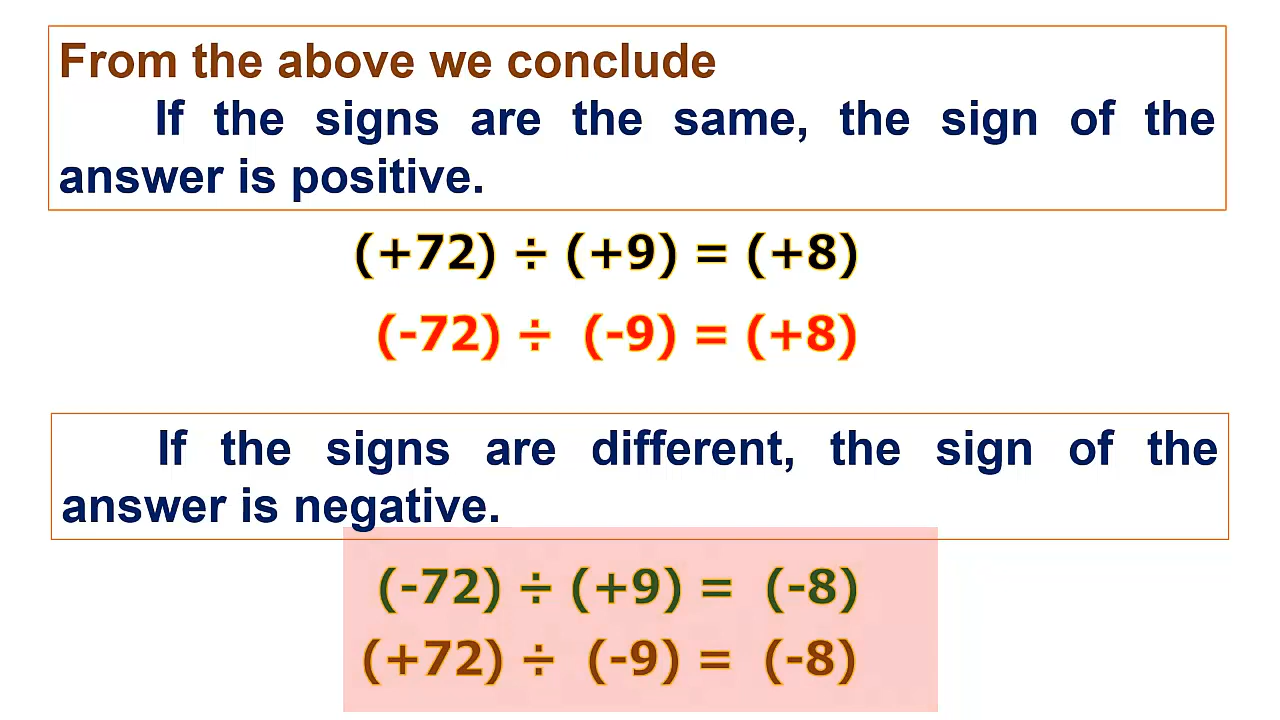 From the above we conclude
If the signs are the same, the sign of the
answer is positive.
(+72) ÷ (+9) = (+8)
(-72) ÷ (-9) = (+8)
If the signs are different, the sign of the
answer is negative.
(-72) ÷ (+9) = (-8)
(+72) ÷ (-9) = (-8)